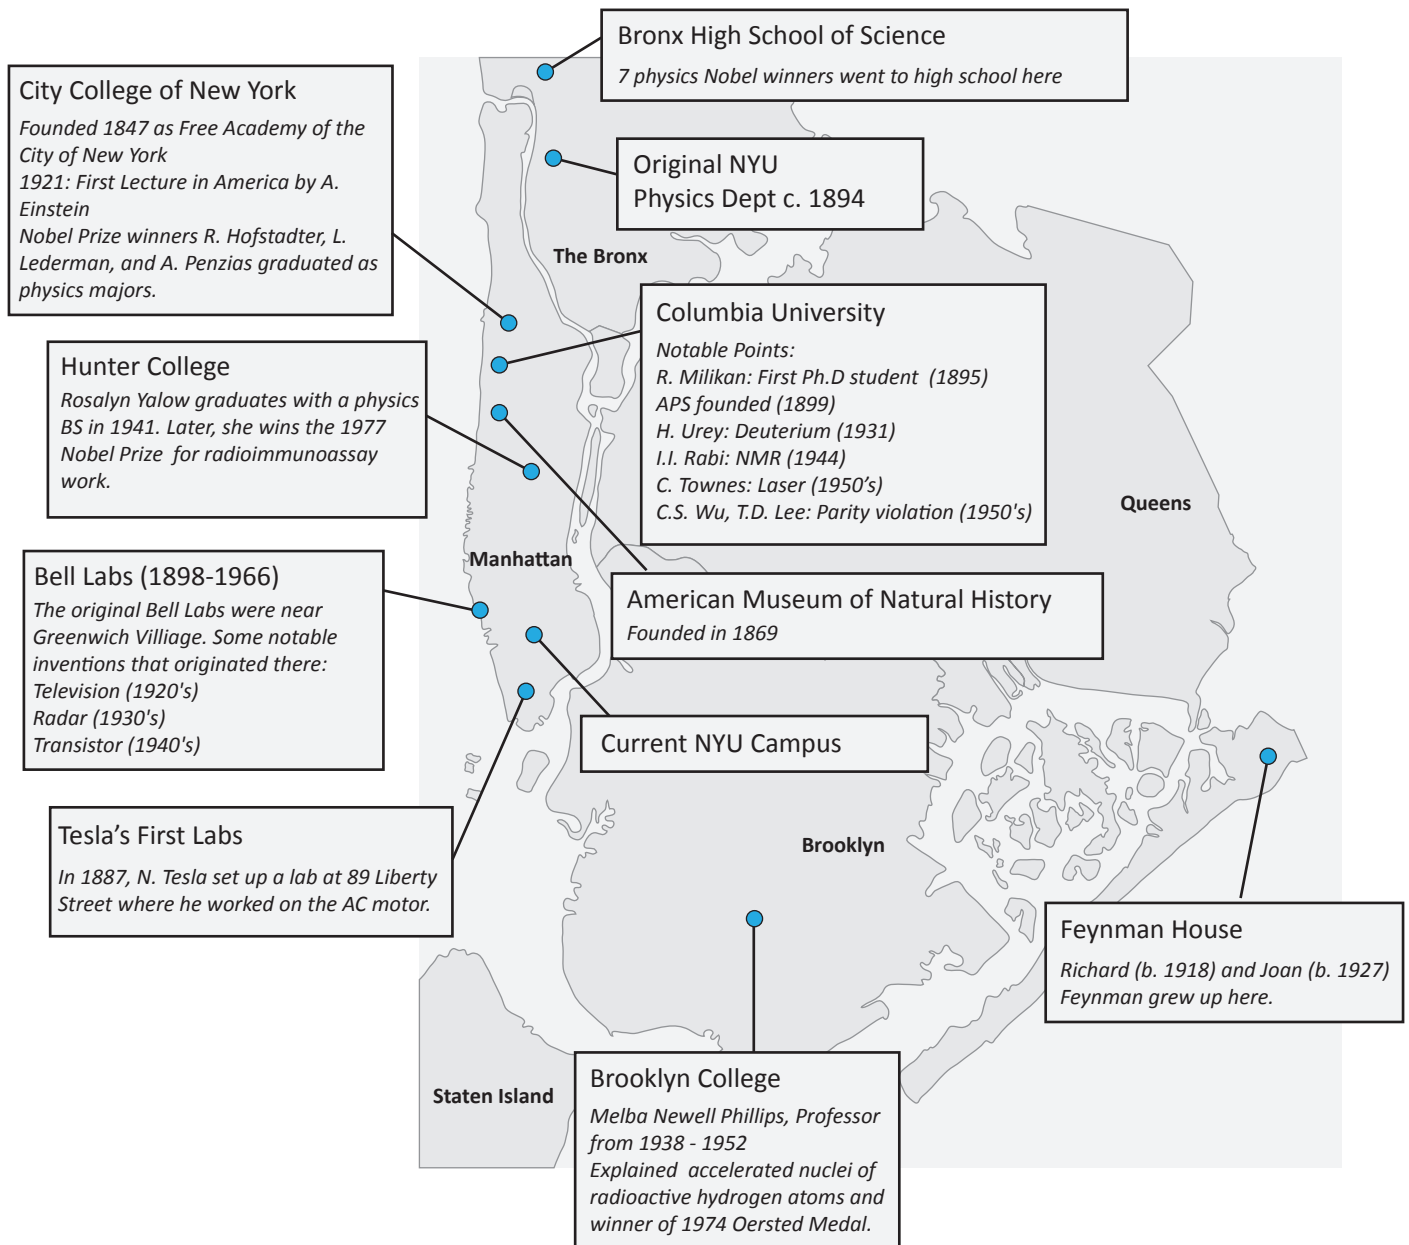 Bronx High School of Science
7 physics Nobel winners went to high school here
City College of New York
Founded 1847 as Free Academy of the
City of New York
1921: First Lecture in America by A.
Einstein
Nobel Prize winners R. Hofstadter, L.
Lederman, and A. Penzias graduated as
physics majors.
Original NYU
Physics Dept c. 1894
The Bronx
Columbia University
Notable Points:
R. Milikan: First Ph.D student (1895)
APS founded (1899)
H. Urey: Deuterium (1931)
I.I. Rabi: NMR (1944)
C. Townes: Laser (1950's)
C.S. Wu, T.D. Lee: Parity violation (1950's)
Hunter College
Rosalyn Yalow graduates with a physics
BS in 1941. Later, she wins the 1977
Nobel Prize for radioimmunoassay
work.
Queens
Manhattan
Bell Labs (1898-1966)
The original Bell Labs were near
Greenwich Villiage. Some notable
inventions that originated there:
Television (1920's)
Radar (1930's)
Transistor (1940's)
American Museum of Natural History
Founded in 1869
Current NYU Campus
Tesla’s First Labs
In 1887, N. Tesla set up a lab at 89 Liberty
Street where he worked on the AC motor.
Brooklyn
Feynman House
Richard (b. 1918) and Joan (b. 1927)
Feynman grew up here.
Staten Island
Brooklyn College
Melba Newell Phillips, Professor
from 1938 - 1952
Explained accelerated nuclei of
radioactive hydrogen atoms and
winner of 1974 Oersted Medal.